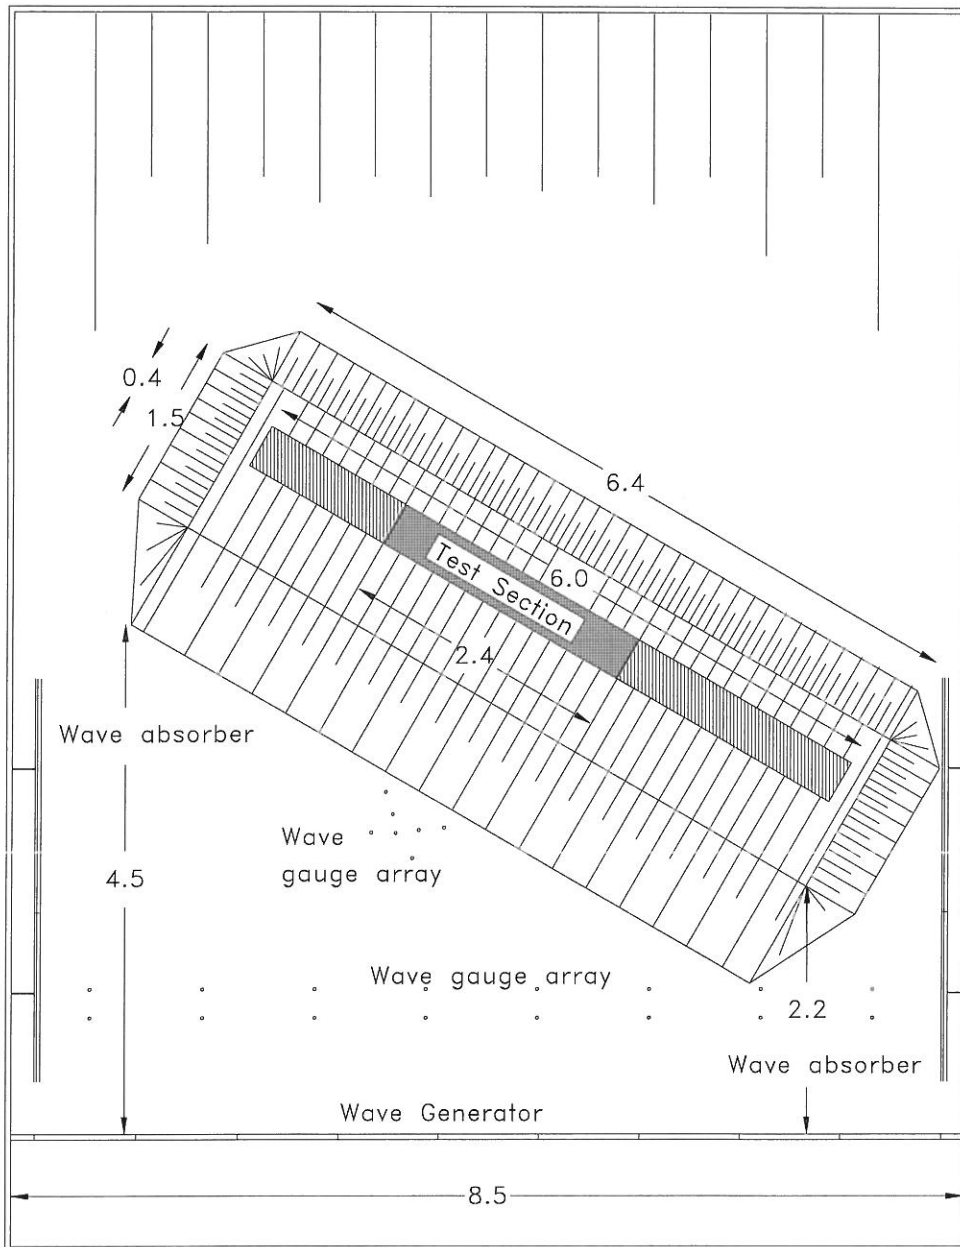 6.4
0.4
1.5
6.0
Test Section
2.4
Wave absorber
Wave
gauge array
4.5
Wave gauge array
2.2
Wave absorber
Wave Generator
8.5